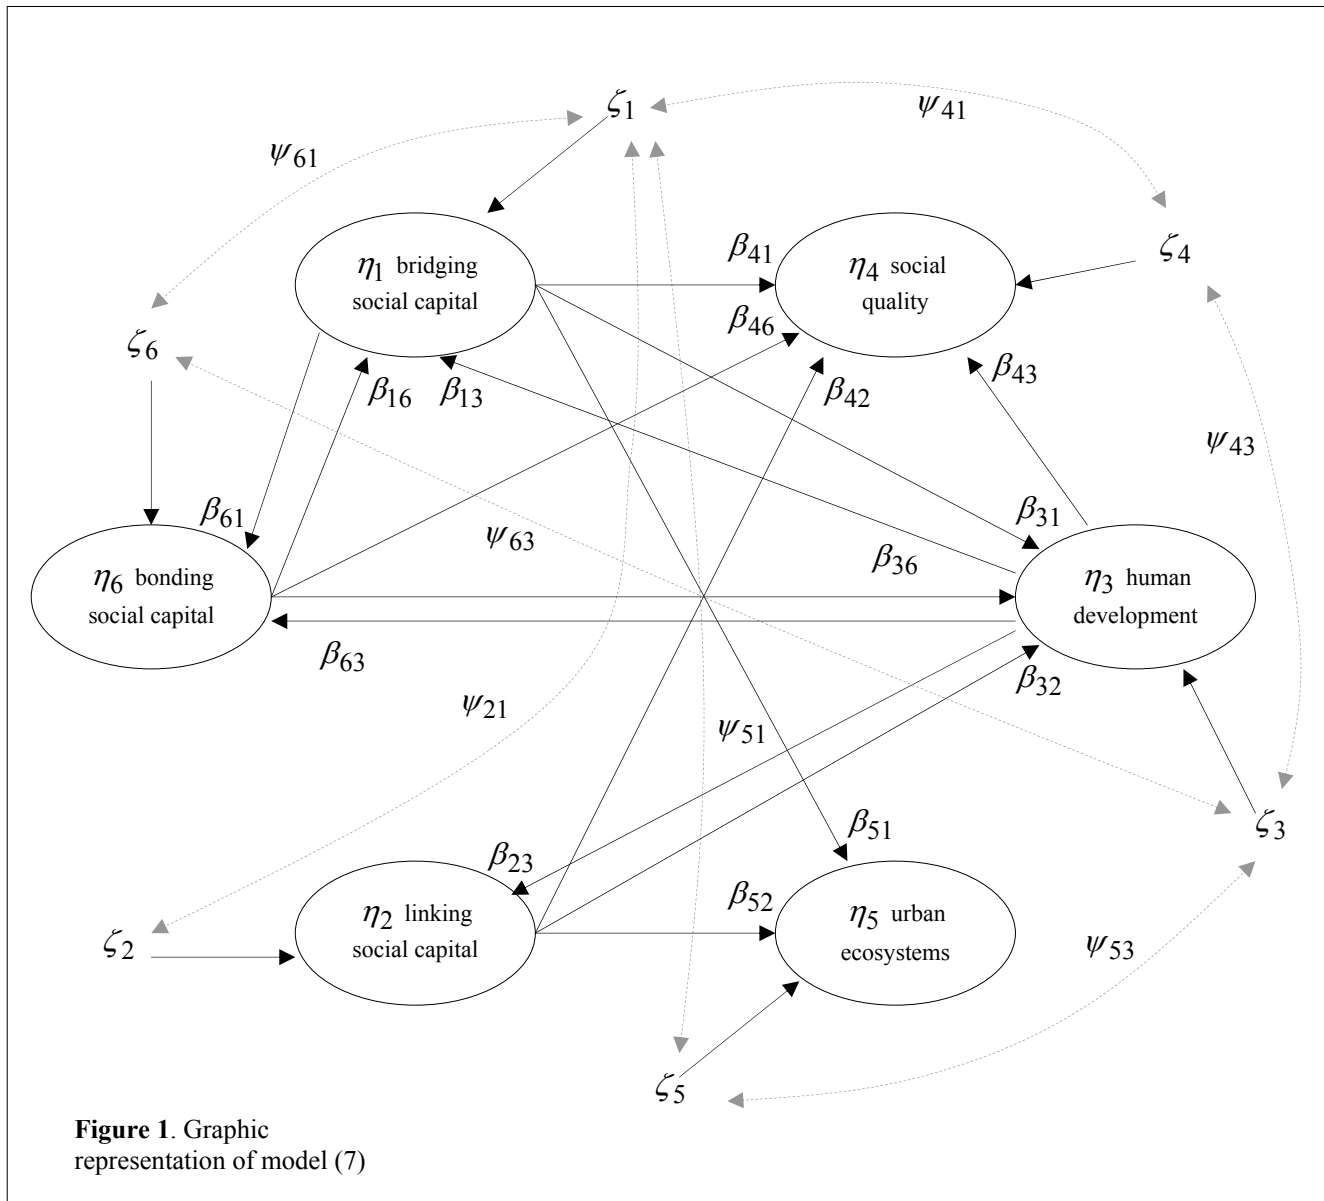 ζ1
ψ41
ψ61
η1 bridging
social capital
β41
η4 social
quality
ζ4
β46
ζ6
β16
β13
β42
β43
ψ43
β61
ψ63
β31
β36
η6 bonding
social capital
η3 human
development
β63
β32
ψ21
ψ51
β51
ζ3
β23
β52
η2 linking
social capital
η5 urban
ecosystems
ζ2
ψ53
ζ5
Figure 1. Graphic
representation of model (7)